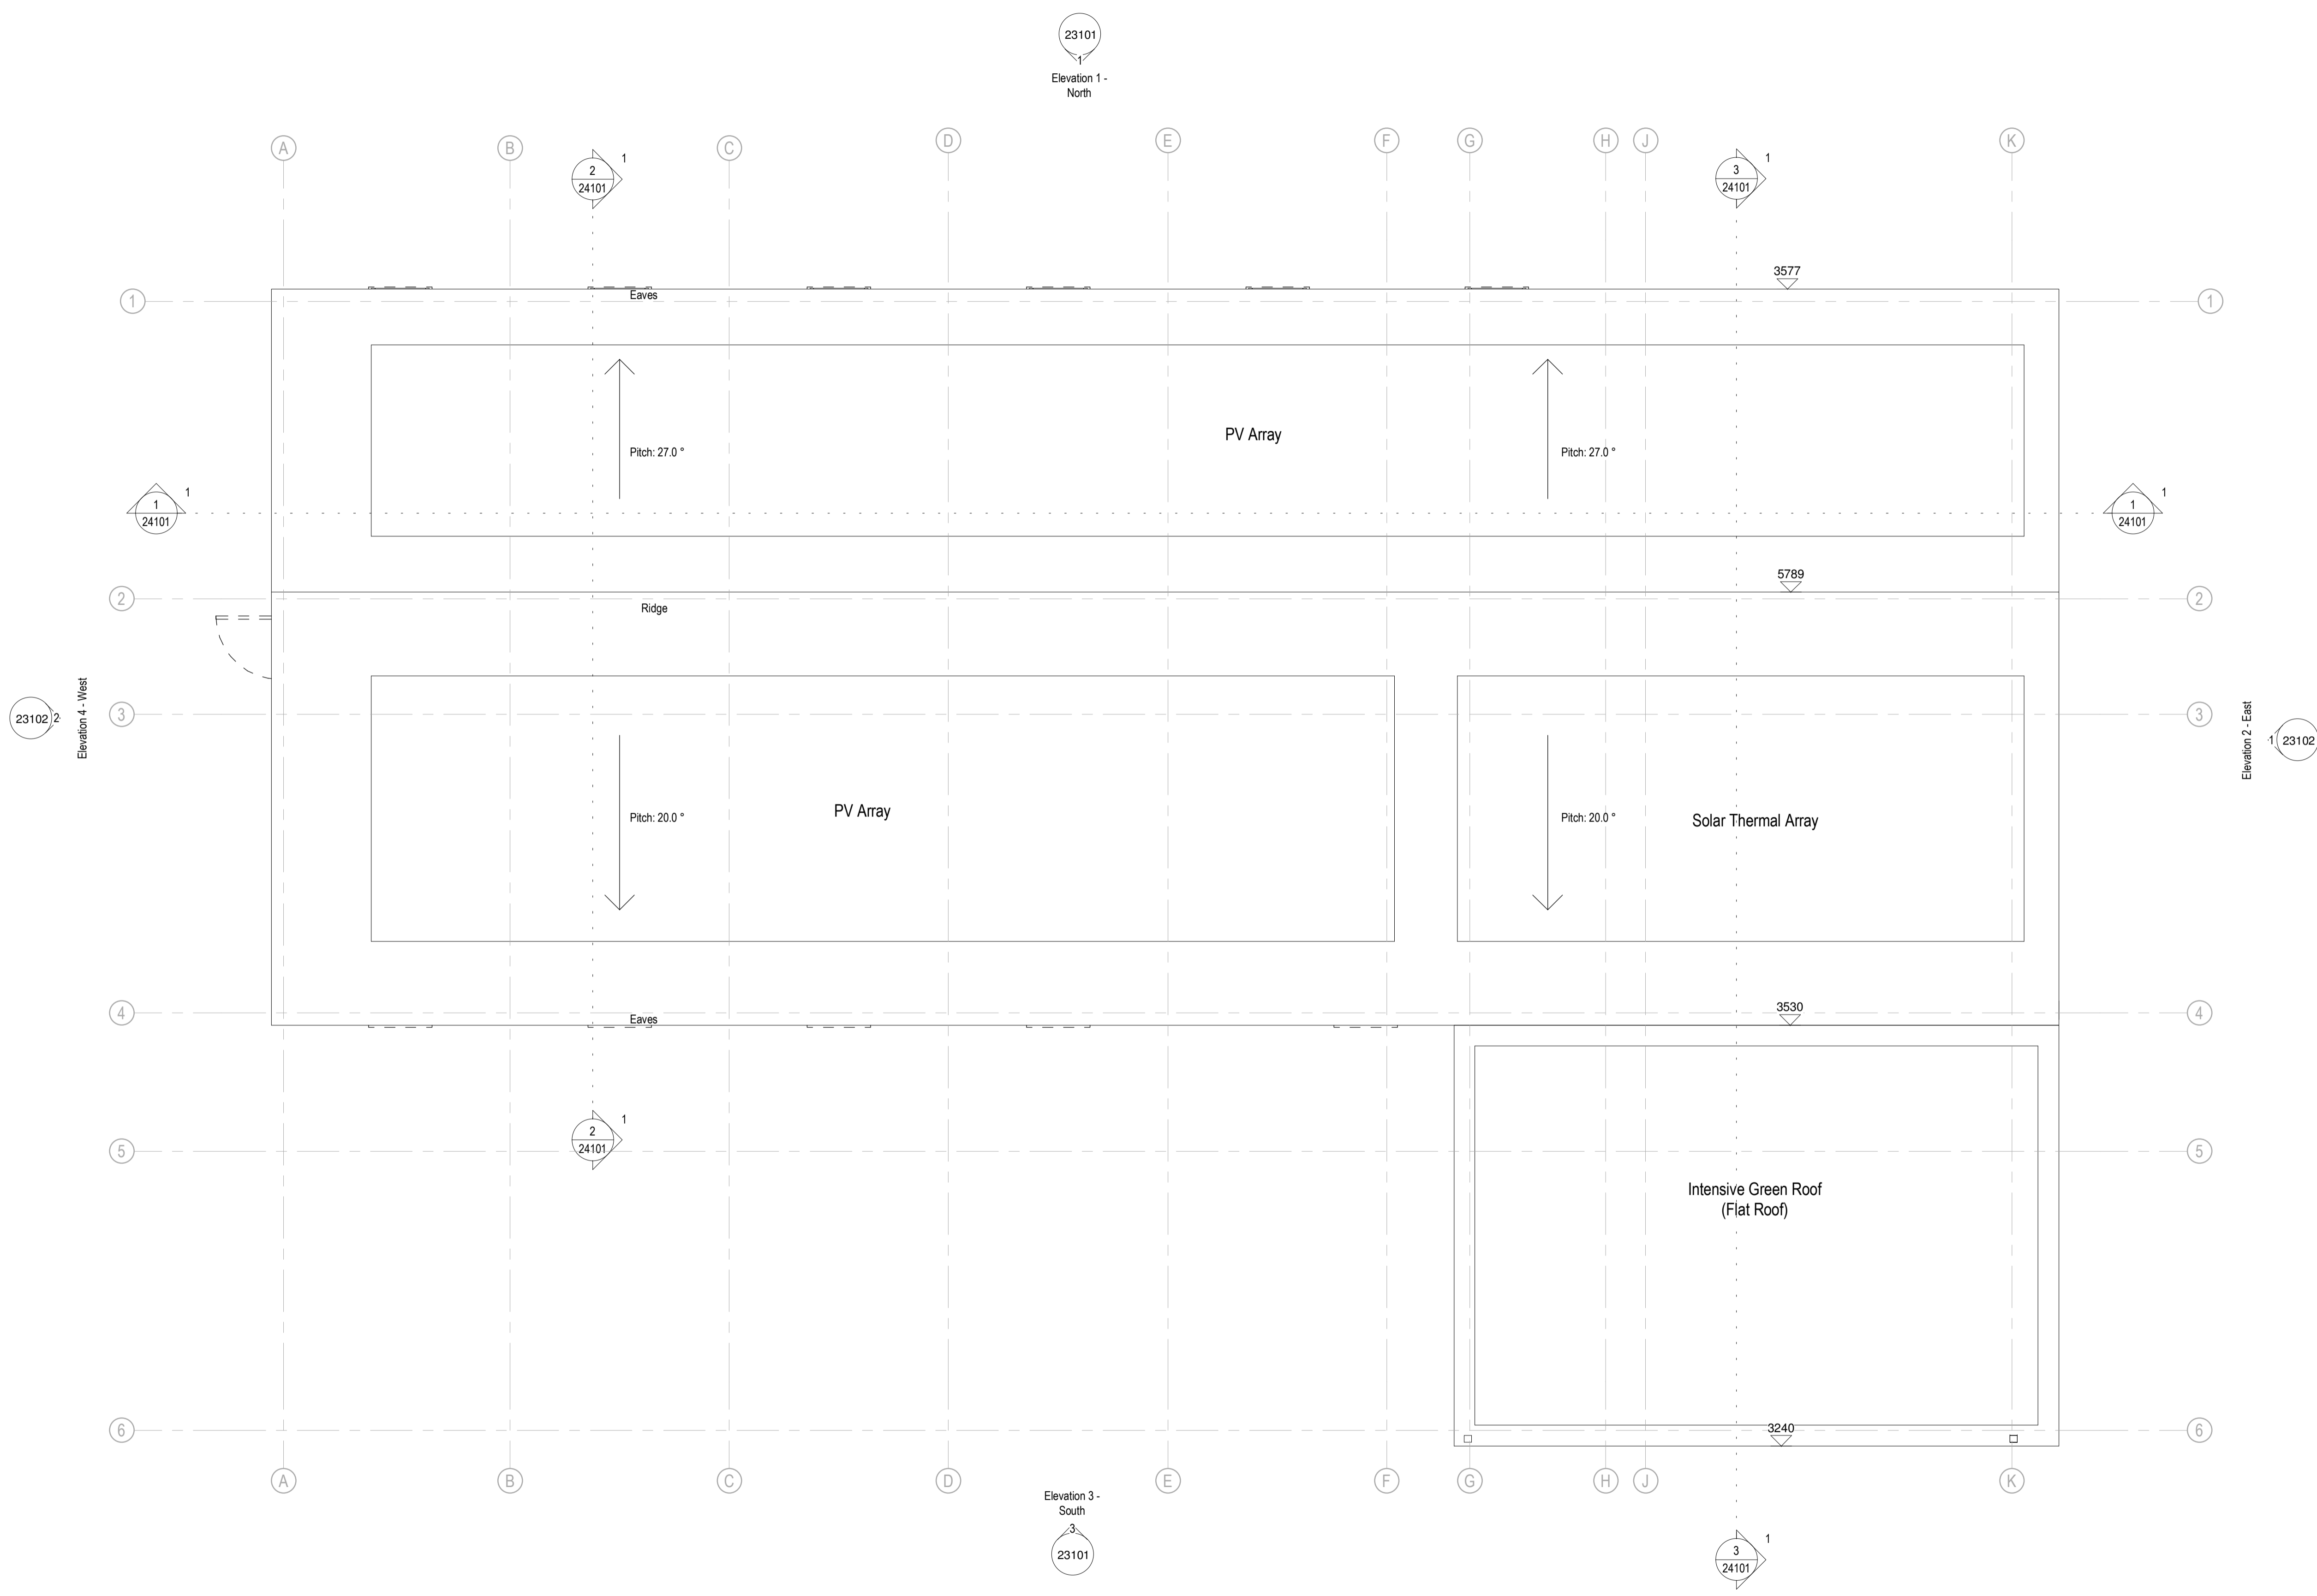 23101
1
Elevation 1 -
North
A
B
C
D
E
F
G
H
J
K
2
24101
1
3
24101
1
3577
1
Eaves
1
PV Array
Pitch: 27.0 °
Pitch: 27.0 °
1
24101
1
1
24101
1
5789
2
Ridge
2
23102
2
Elevation 4 - West
3
3
Elevation 2 - East
1
23102
PV Array
Pitch: 20.0 °
Pitch: 20.0 °
Solar Thermal Array
3530
4
Eaves
4
2
24101
1
5
5
Intensive Green Roof
(Flat Roof)
3240
6
6
A
B
C
D
E
F
G
H
J
K
Elevation 3 -
South
3
23101
3
24101
1